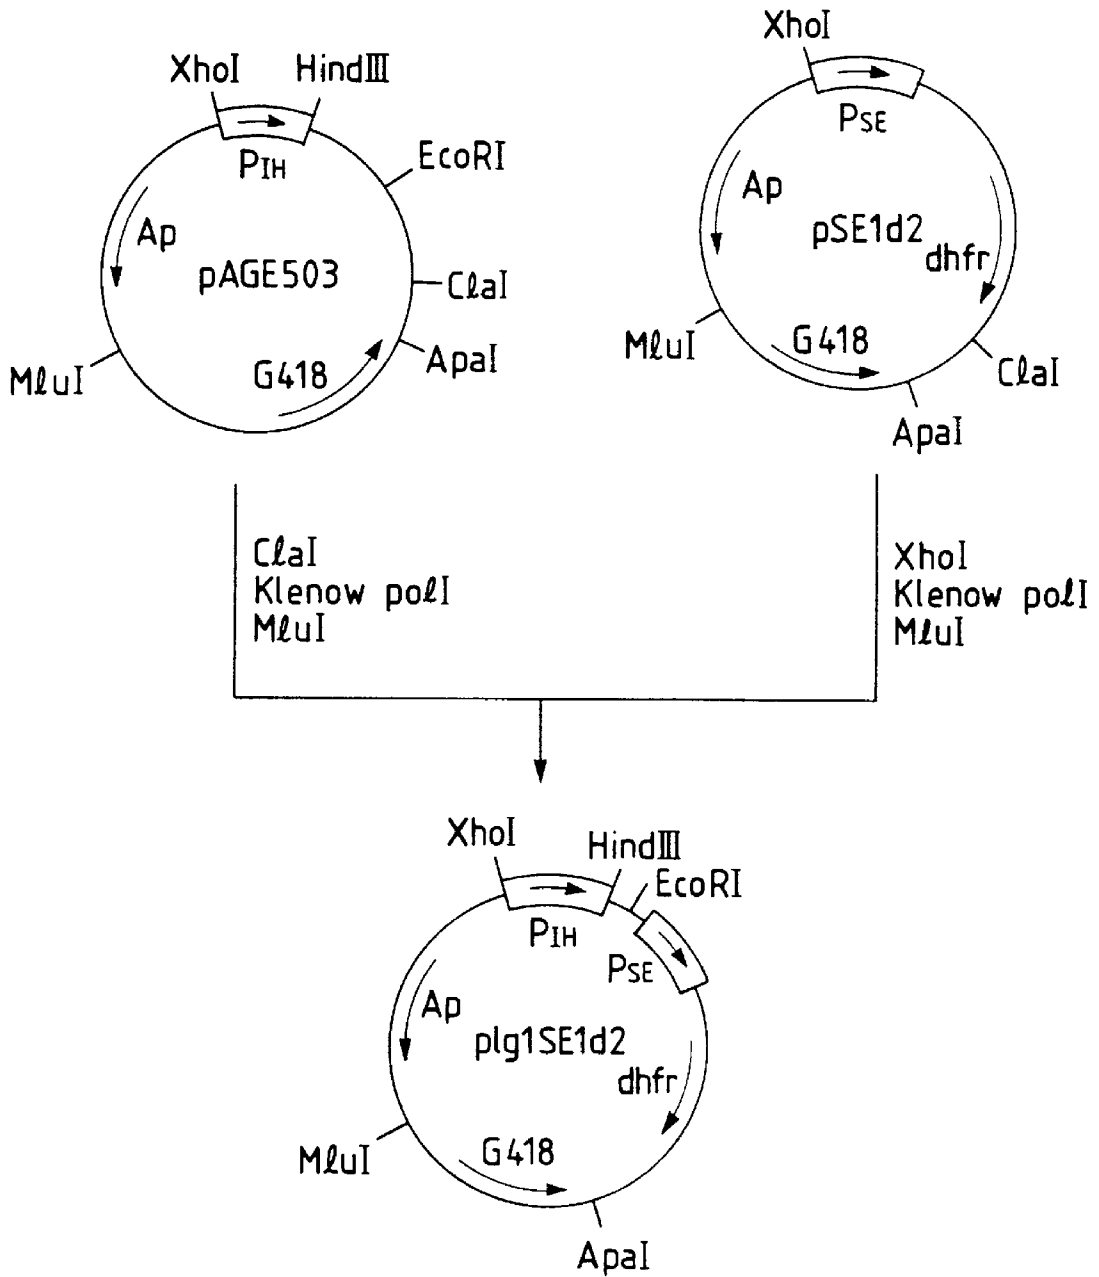 XhoI
HindIII
PIH
EcoRI
Ap
pAGE503
ClaI
ApaI
G418
MluI
XhoI
PSE
Ap
pSE1d2
dhfr
MluI
G418
ClaI
ApaI
ClaI
Klenow polI
MluI
XhoI
Klenow polI
MluI
XhoI
HindIII
EcoRI
PIH
PSE
Ap
pIg1SE1d2
dhfr
MluI
G418
ApaI